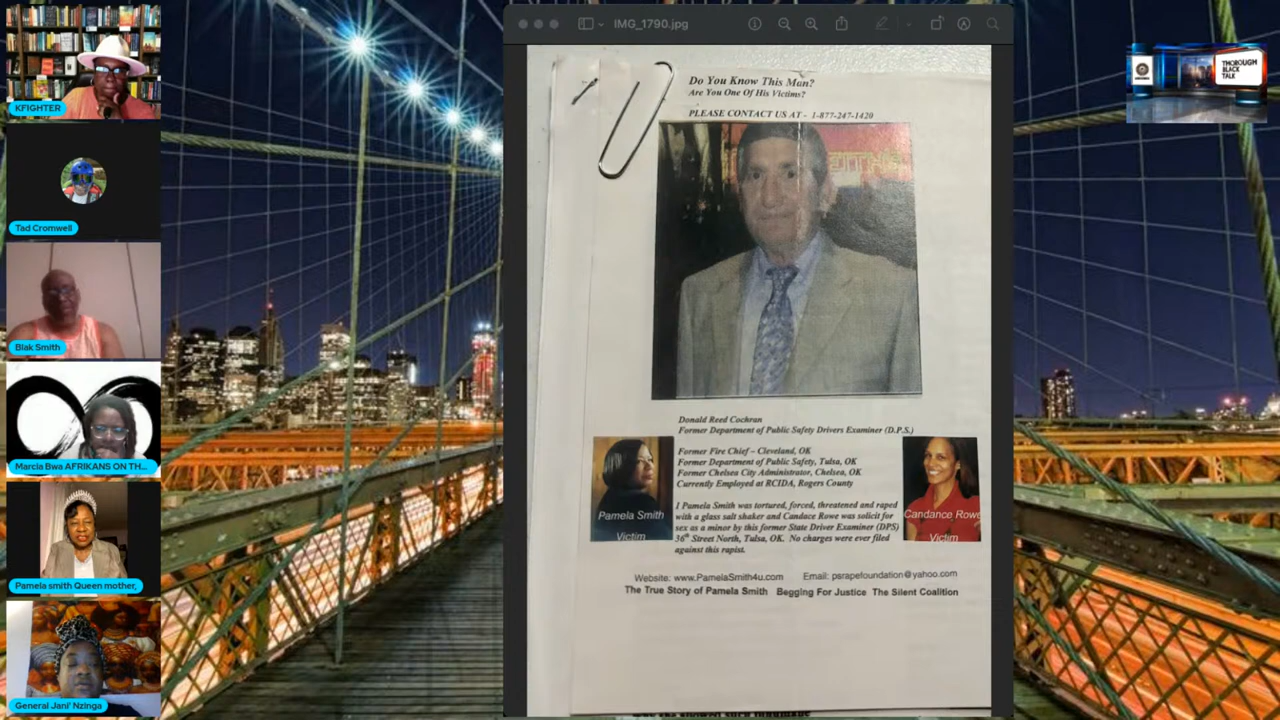 KFIGHTER
Tad Cromwell
Blak Smith
Marcia Bwa AFRIKANS ON TH...
Pamela smith Queen mother,
General Jani' Nzinga
IMG_1790.jpg
Do You Know This Man?
Are You One Of His Victims?
PLEASE CONTACT US AT - 1-877-247-1420
Donald Reed Cochran
Former Department of Public Safety Drivers Examiner (D.P.S.)
Former Fire Chief – Cleveland, OK
Former Department of Public Safety, Tulsa, OK
Former Chelsea City Administrator, Chelsea, OK
Currently Employed at RCIDA, Rogers County
I Pamela Smith was tortured, forced, threatened and raped
with a glass salt shaker and Candace Rowe was solicit for
sex as a minor by this former State Driver Examiner (DPS)
36th Street North, Tulsa, OK. No charges were ever filed
against this rapist.
Pamela Smith
Victim
Candance Rowe
Victim
Website: www.PamelaSmith4u.com Email: psrapefoundation@yahoo.com
The True Story of Pamela Smith Begging For Justice The Silent Coalition
THOROUGH
BLACK
TALK